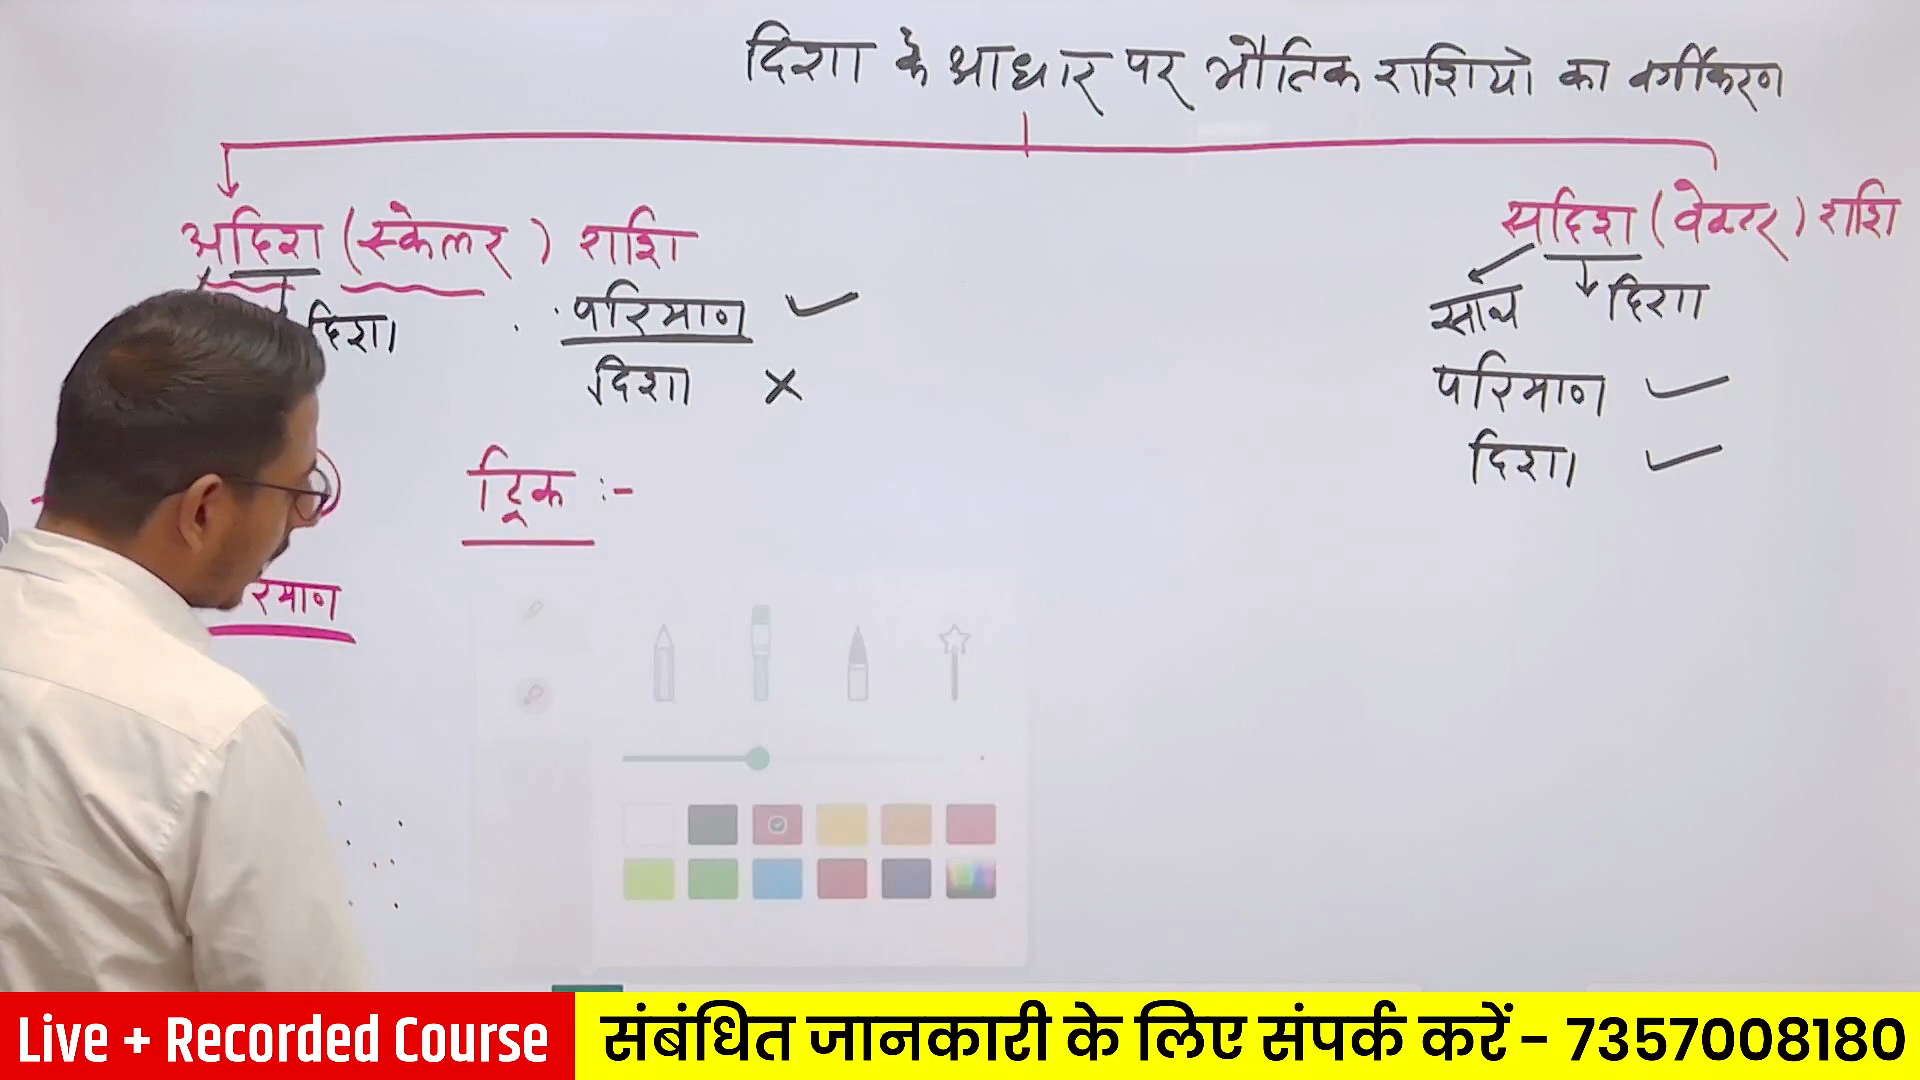 दिशा के आधार पर भौतिक राशियो का वर्गीकरण
अदिश (स्केलर) राशि
सदिश (वेक्टर) राशि
दिशा
परिमाण ✓
साथ
दिशा
दिशा ×
परिमाण ✓
दिशा ✓
ट्रिक :-
रमाण
Live + Recorded Course
संबंधित जानकारी के लिए संपर्क करें – 7357008180